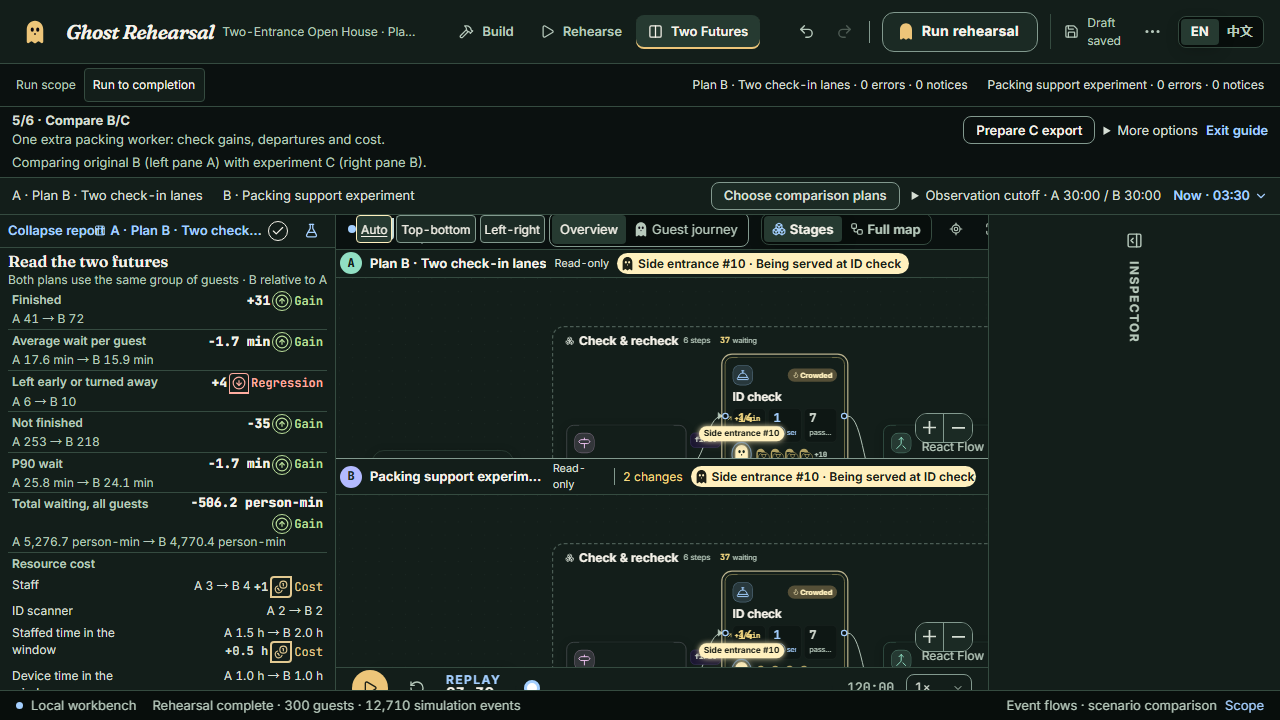 Ghost Rehearsal
Two-Entrance Open House · Pla...
Build
Rehearse
Two Futures
Run rehearsal
Draft saved
EN
中文
Run scope
Run to completion
Plan B · Two check-in lanes · 0 errors · 0 notices
Packing support experiment · 0 errors · 0 notices
5/6 · Compare B/C
One extra packing worker: check gains, departures and cost.
Comparing original B (left pane A) with experiment C (right pane B).
Prepare C export
More options
Exit guide
A · Plan B · Two check-in lanes
B · Packing support experiment
Choose comparison plans
Observation cutoff · A 30:00 / B 30:00
Now · 03:30
Collapse report
A · Plan B · Two check...
Read the two futures
Both plans use the same group of guests · B relative to A
Finished
+31 Gain
A 41 → B 72
Average wait per guest
-1.7 min Gain
A 17.6 min → B 15.9 min
Left early or turned away
+4 Regression
A 6 → B 10
Not finished
-35 Gain
A 253 → B 218
P90 wait
-1.7 min Gain
A 25.8 min → B 24.1 min
Total waiting, all guests
-506.2 person-min
Gain
A 5,276.7 person-min → B 4,770.4 person-min
Resource cost
Staff
A 3 → B 4 +1 Cost
ID scanner
A 2 → B 2
Staffed time in the window
A 1.5 h → B 2.0 h
+0.5 h Cost
Device time in the
A 1.0 h → B 1.0 h
Auto
Top-bottom
Left-right
Overview
Guest journey
Stages
Full map
A
Plan B · Two check-in lanes
Read-only
Side entrance #10 · Being served at ID check
Check & recheck
6 steps
37 waiting
Crowded
ID check
14
1
7
pass...
Side entrance #10
+10
React Flow
B
Packing support experim...
Read-only
2 changes
Side entrance #10 · Being served at ID check
Check & recheck
6 steps
37 waiting
Crowded
ID check
14
1
7
pass...
Side entrance #10
React Flow
REPLAY
120:00
1×
INSPECTOR
Local workbench
Rehearsal complete · 300 guests · 12,710 simulation events
Event flows · scenario comparison
Scope